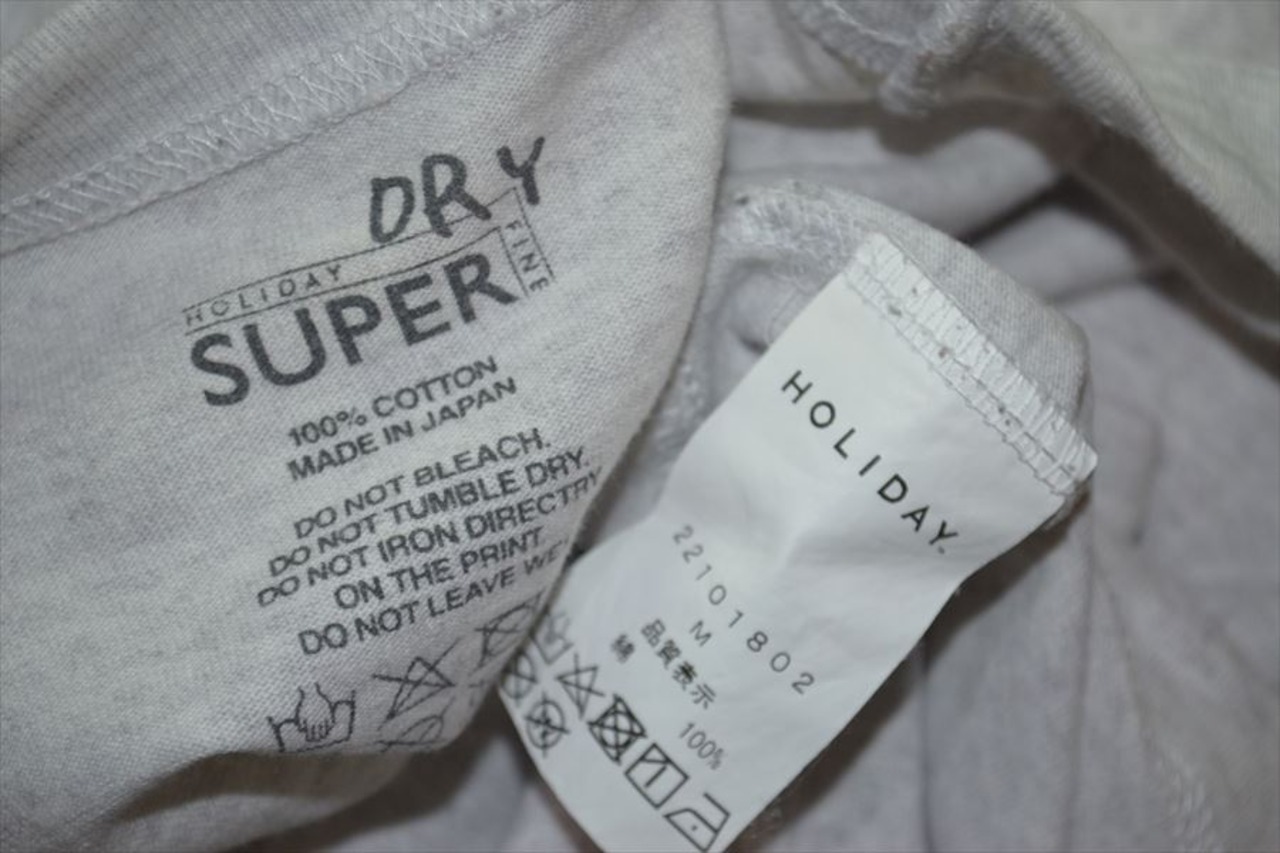 DRY
HOLIDAY
SUPER
FINE
100% COTTON
MADE IN JAPAN
DO NOT BLEACH.
DO NOT TUMBLE DRY.
DO NOT IRON DIRECTRY
ON THE PRINT.
DO NOT LEAVE WE
HOLIDAY.
22101802
M
品質表示
綿 100%